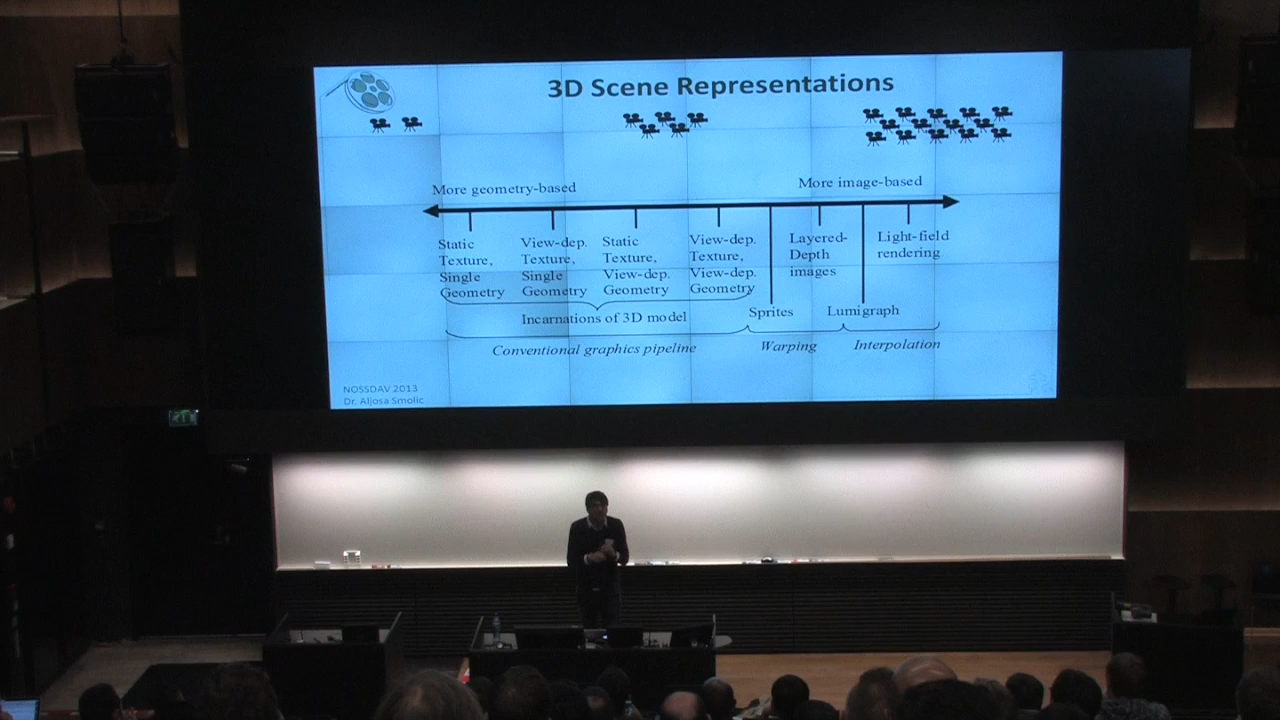 3D Scene Representations
More geometry-based
More image-based
Static
Texture,
Single
Geometry
View-dep.
Texture,
Single
Geometry
Static
Texture,
View-dep.
Geometry
View-dep.
Texture,
View-dep.
Geometry
Layered-
Depth
images
Light-field
rendering
Incarnations of 3D model
Sprites
Lumigraph
Conventional graphics pipeline
Warping
Interpolation
NOSSDAV 2013
Dr. Aljosa Smolic